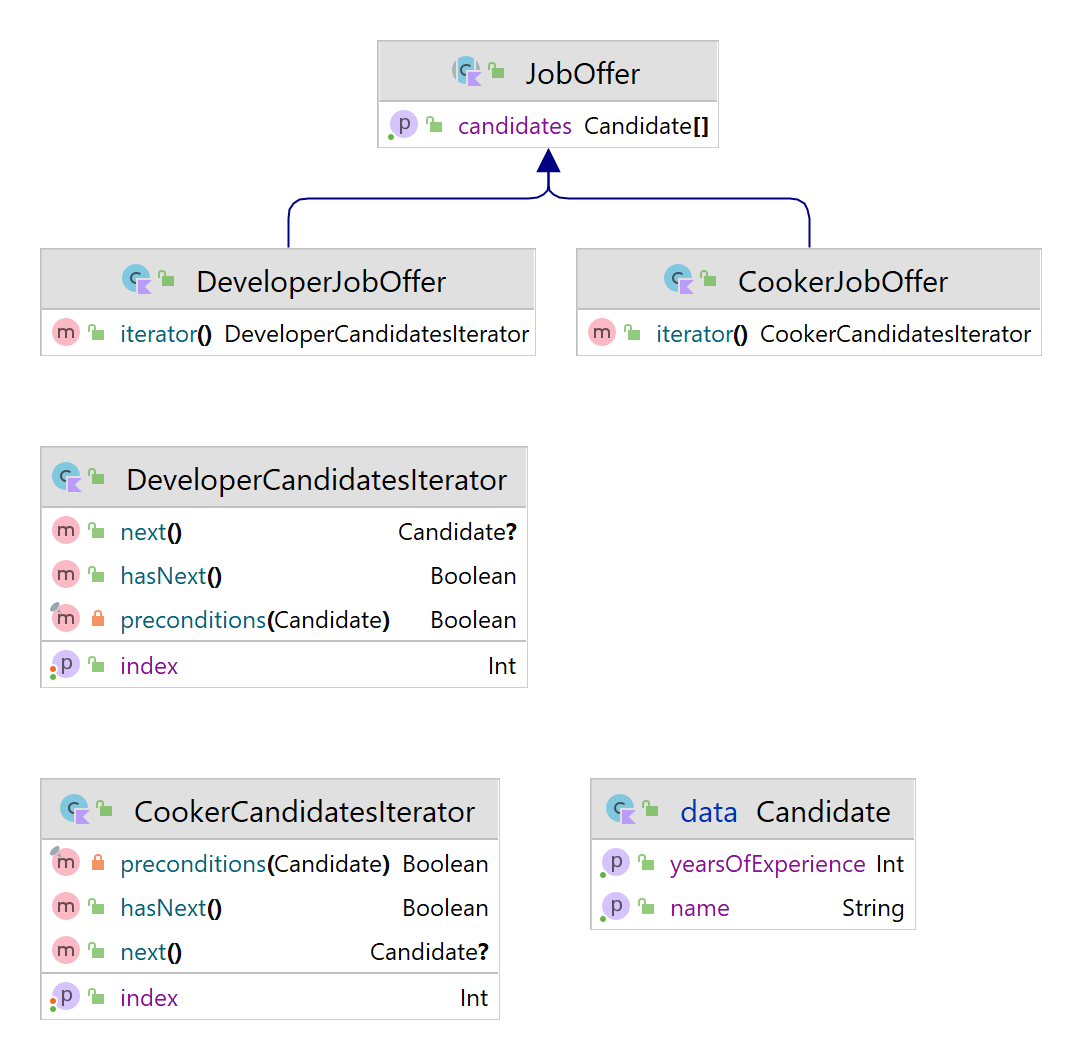 JobOffer
p candidates Candidate[]
DeveloperJobOffer
m iterator() DeveloperCandidatesIterator
CookerJobOffer
m iterator() CookerCandidatesIterator
DeveloperCandidatesIterator
m next() Candidate?
m hasNext() Boolean
m preconditions(Candidate) Boolean
p index Int
CookerCandidatesIterator
m preconditions(Candidate) Boolean
m hasNext() Boolean
m next() Candidate?
p index Int
data Candidate
p yearsOfExperience Int
p name String